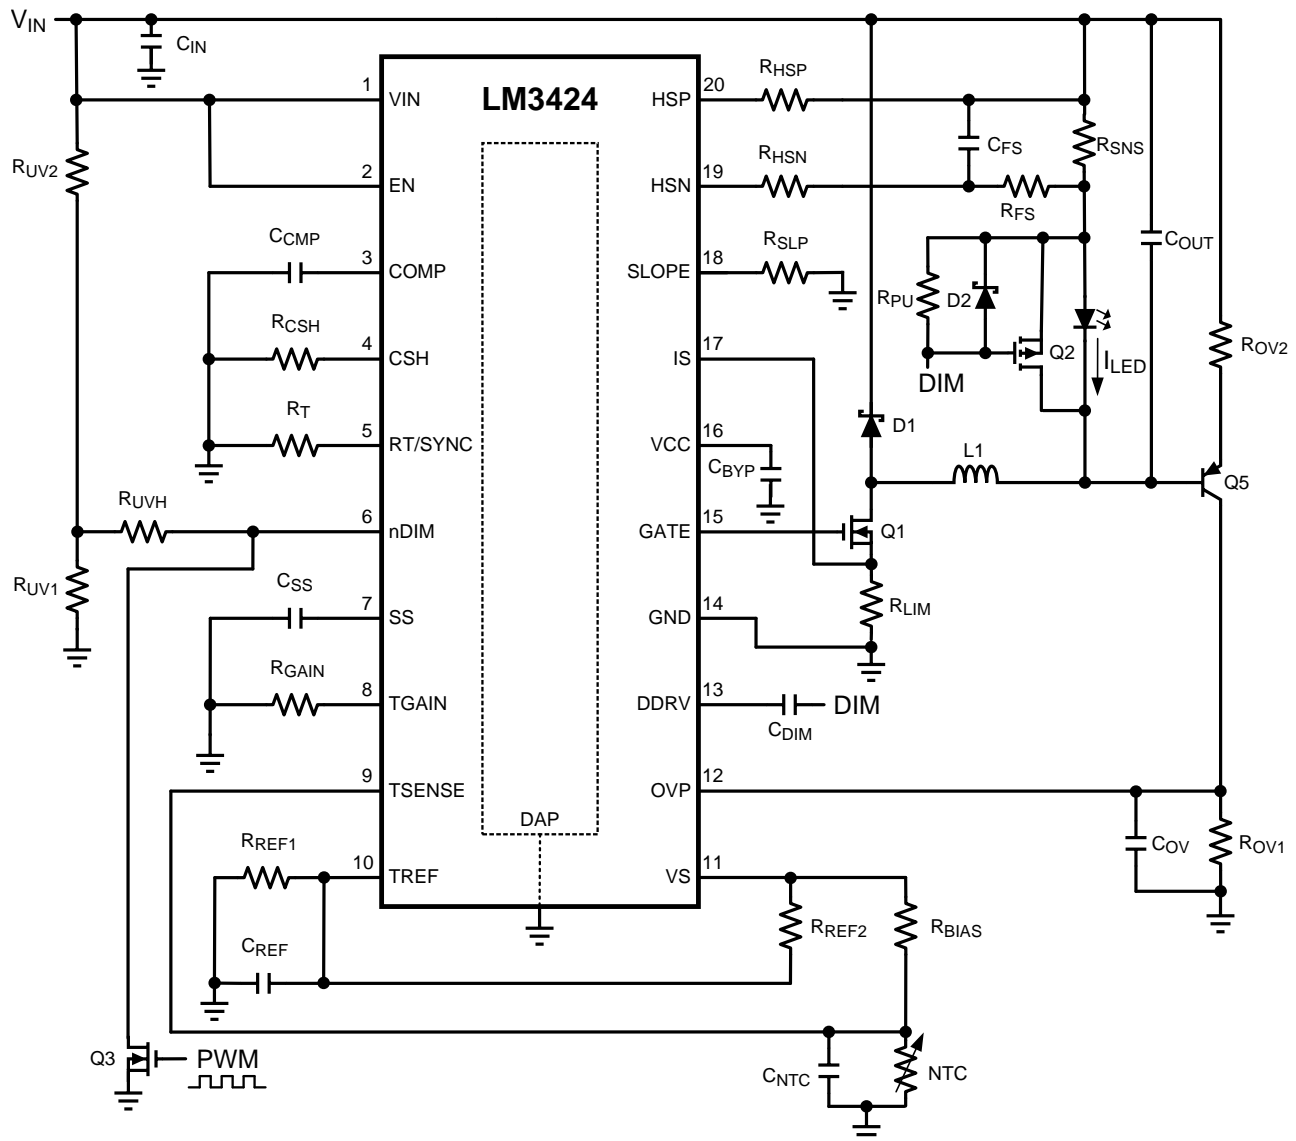 VIN
CIN
LM3424
1 VIN
2 EN
3 COMP
4 CSH
5 RT/SYNC
6 nDIM
7 SS
8 TGAIN
9 TSENSE
10 TREF
20 HSP
19 HSN
18 SLOPE
17 IS
16 VCC
15 GATE
14 GND
13 DDRV
12 OVP
11 VS
DAP
RUV2
CCMP
RCSH
RT
RUVH
RUV1
CSS
RGAIN
RREF1
CREF
Q3
PWM
RHSP
RHSN
CFS
RSNS
RFS
RSLP
RPU
D2
Q2
DIM
ILED
COUT
ROV2
D1
L1
CBYP
Q5
Q1
RLIM
CDIM
DIM
COV
ROV1
RREF2
RBIAS
CNTC
NTC